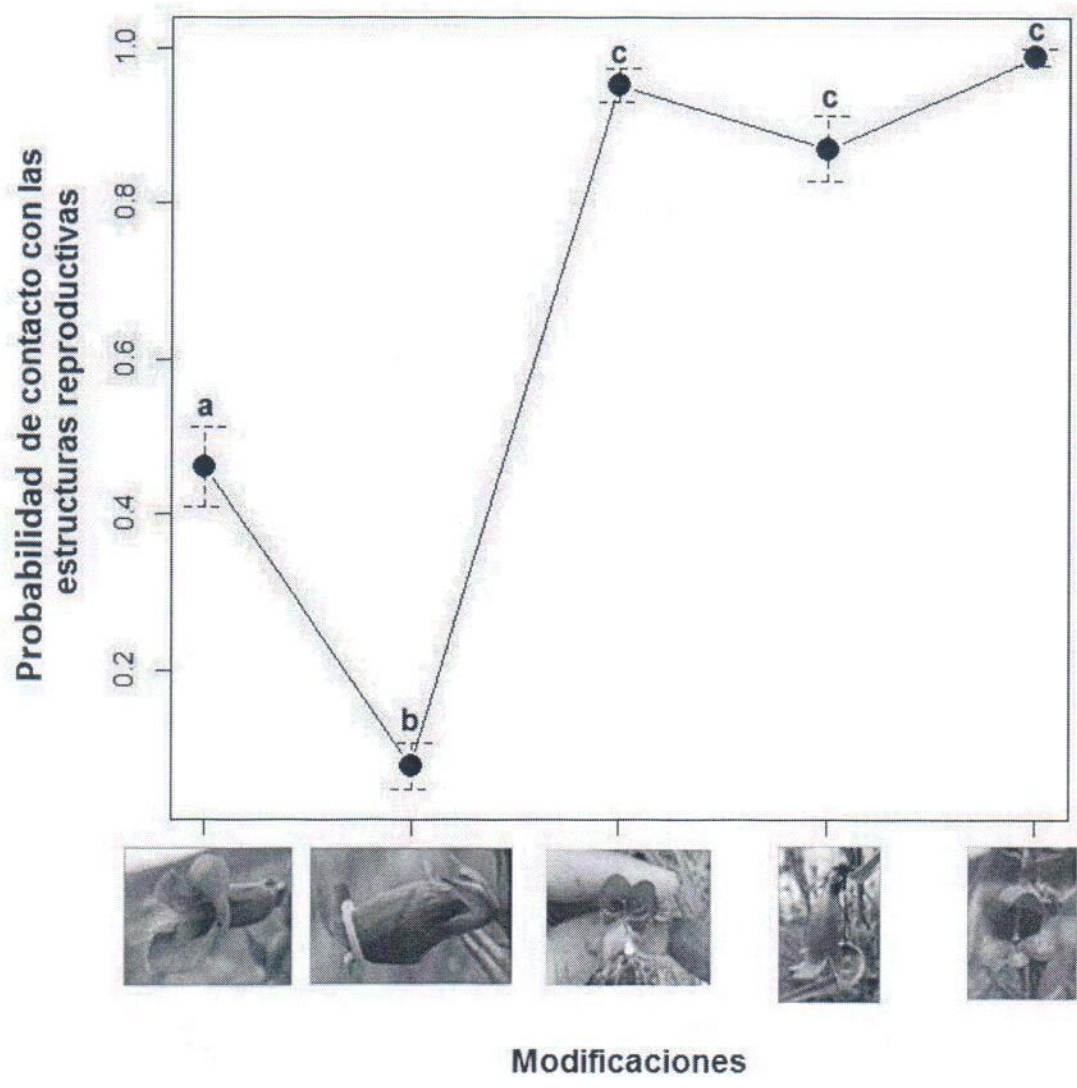 Probabilidad de contacto con las
estructuras reproductivas
1.0
0.8
0.6
0.4
0.2
a
b
c
c
c
Modificaciones